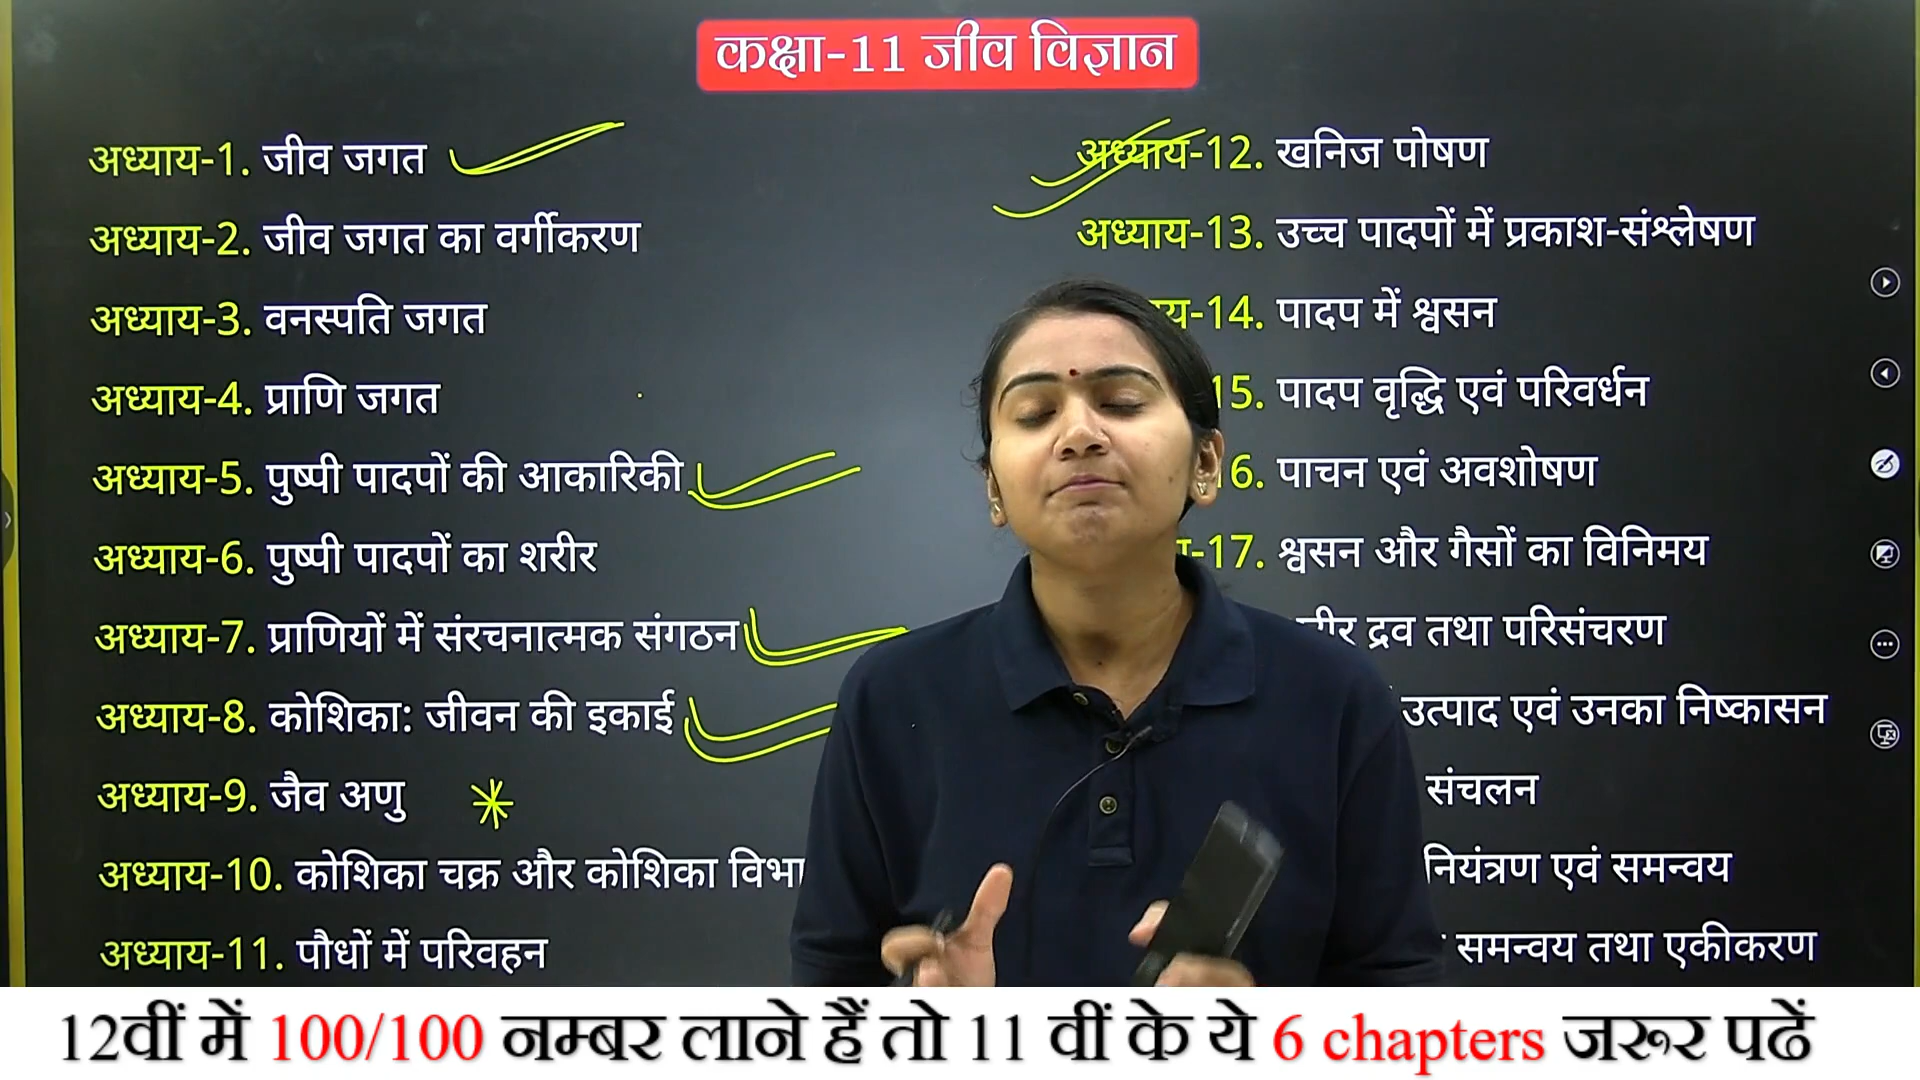 कक्षा-11 जीव विज्ञान
अध्याय-1. जीव जगत
अध्याय-2. जीव जगत का वर्गीकरण
अध्याय-3. वनस्पति जगत
अध्याय-4. प्राणि जगत
अध्याय-5. पुष्पी पादपों की आकारिकी
अध्याय-6. पुष्पी पादपों का शरीर
अध्याय-7. प्राणियों में संरचनात्मक संगठन
अध्याय-8. कोशिका: जीवन की इकाई
अध्याय-9. जैव अणु
अध्याय-10. कोशिका चक्र और कोशिका
अध्याय-11. पौधों में परिवहन
अध्याय-12. खनिज पोषण
अध्याय-13. उच्च पादपों में प्रकाश-संश्लेषण
14. पादप में श्वसन
15. पादप वृद्धि एवं परिवर्धन
6. पाचन एवं अवशोषण
-17. श्वसन और गैसों का विनिमय
द्रव तथा परिसंचरण
उत्पाद एवं उनका निष्कासन
संचलन
नियंत्रण एवं समन्वय
समन्वय तथा एकीकरण
12वीं में 100/100 नम्बर लाने हैं तो 11 वीं के ये 6 chapters जरूर पढें